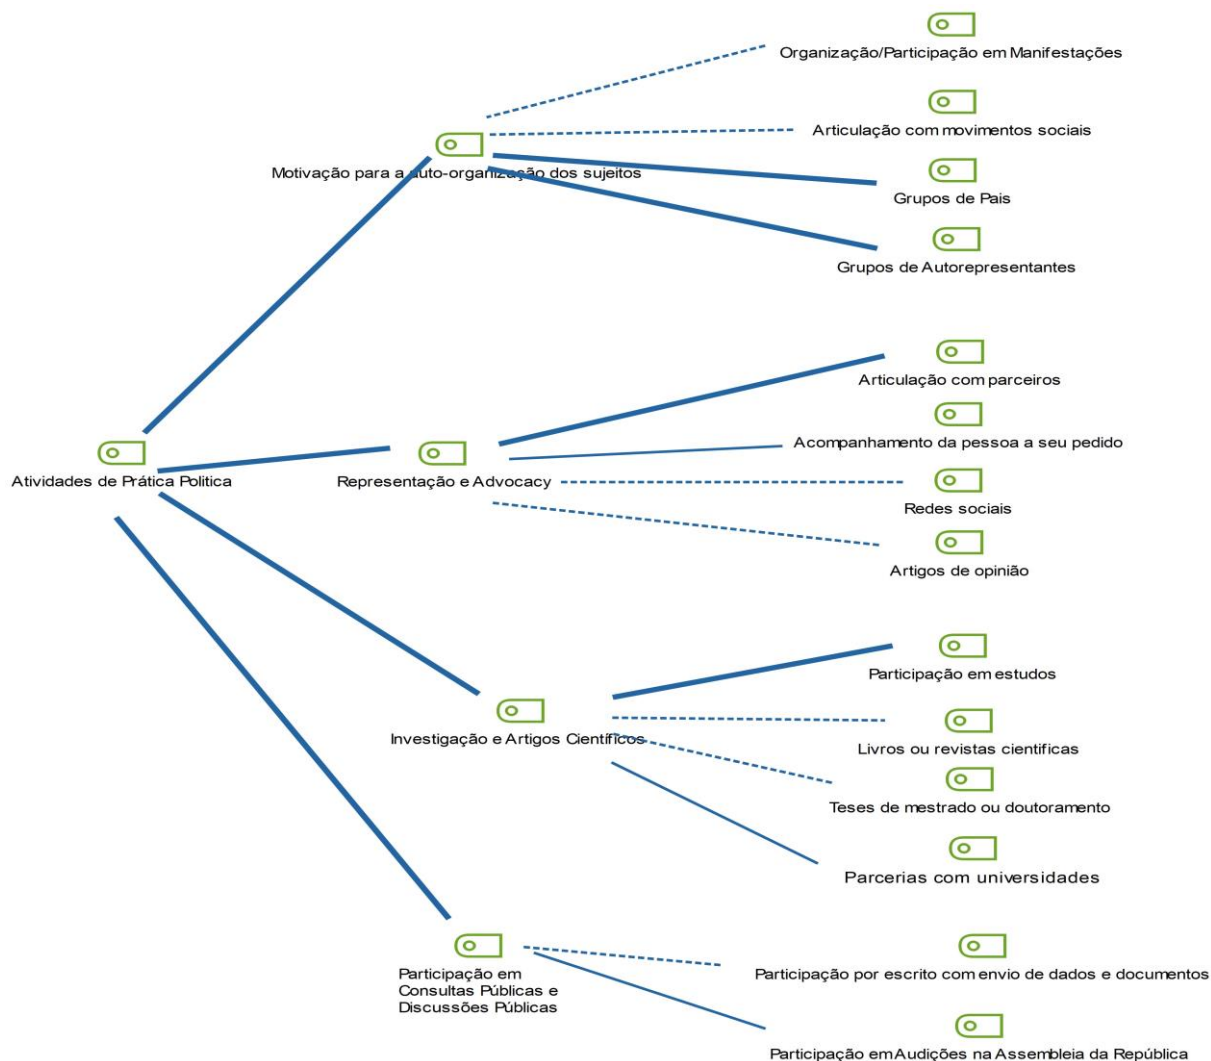 Organização/Participação em Manifestações
Articulação com movimentos sociais
Motivação para a auto-organização dos sujeitos
Grupos de Pais
Grupos de Autorepresentantes
Articulação com parceiros
Acompanhamento da pessoa a seu pedido
Atividades de Prática Politica
Representação e Advocacy
Redes sociais
Artigos de opinião
Participação em estudos
Investigação e Artigos Científicos
Livros ou revistas cientificas
Teses de mestrado ou doutoramento
Parcerias com universidades
Participação em
Consultas Públicas e
Discussões Públicas
Participação por escrito com envio de dados e documentos
Participação em Audições na Assembleia da República